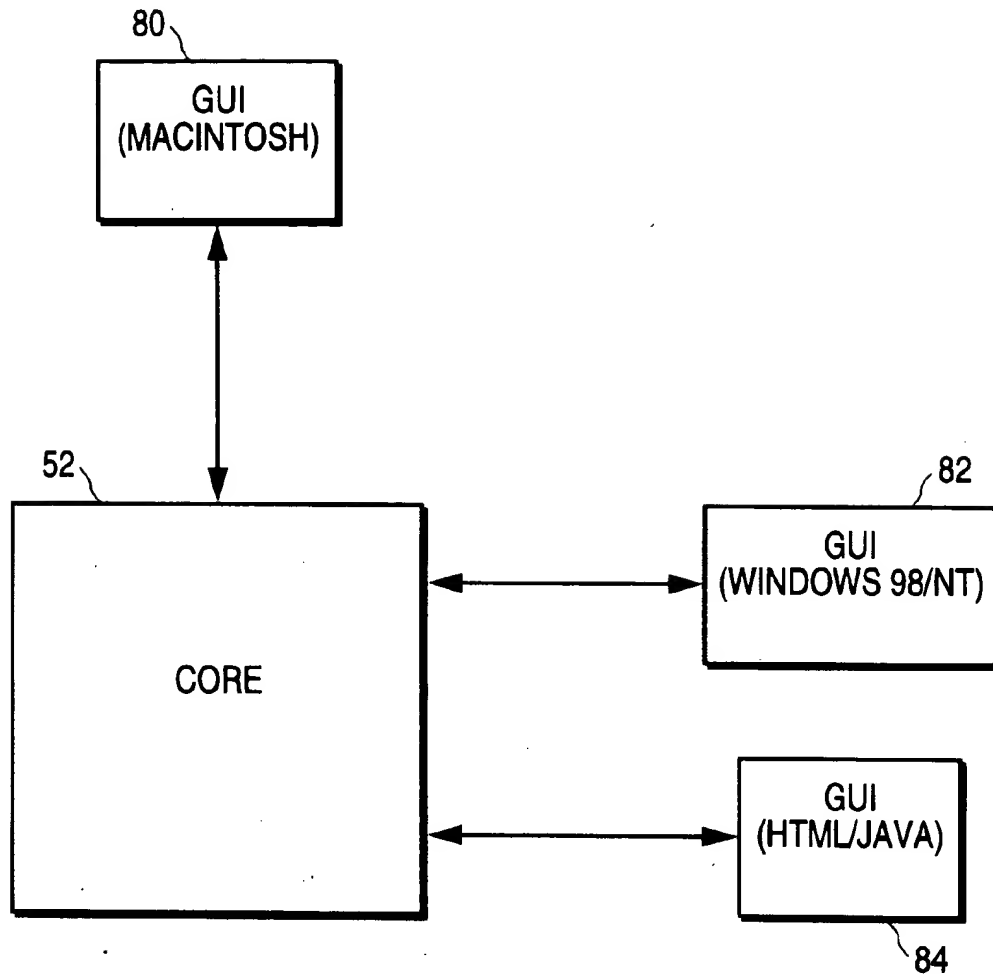 80
GUI
(MACINTOSH)
52
CORE
82
GUI
(WINDOWS 98/NT)
GUI
(HTML/JAVA)
84